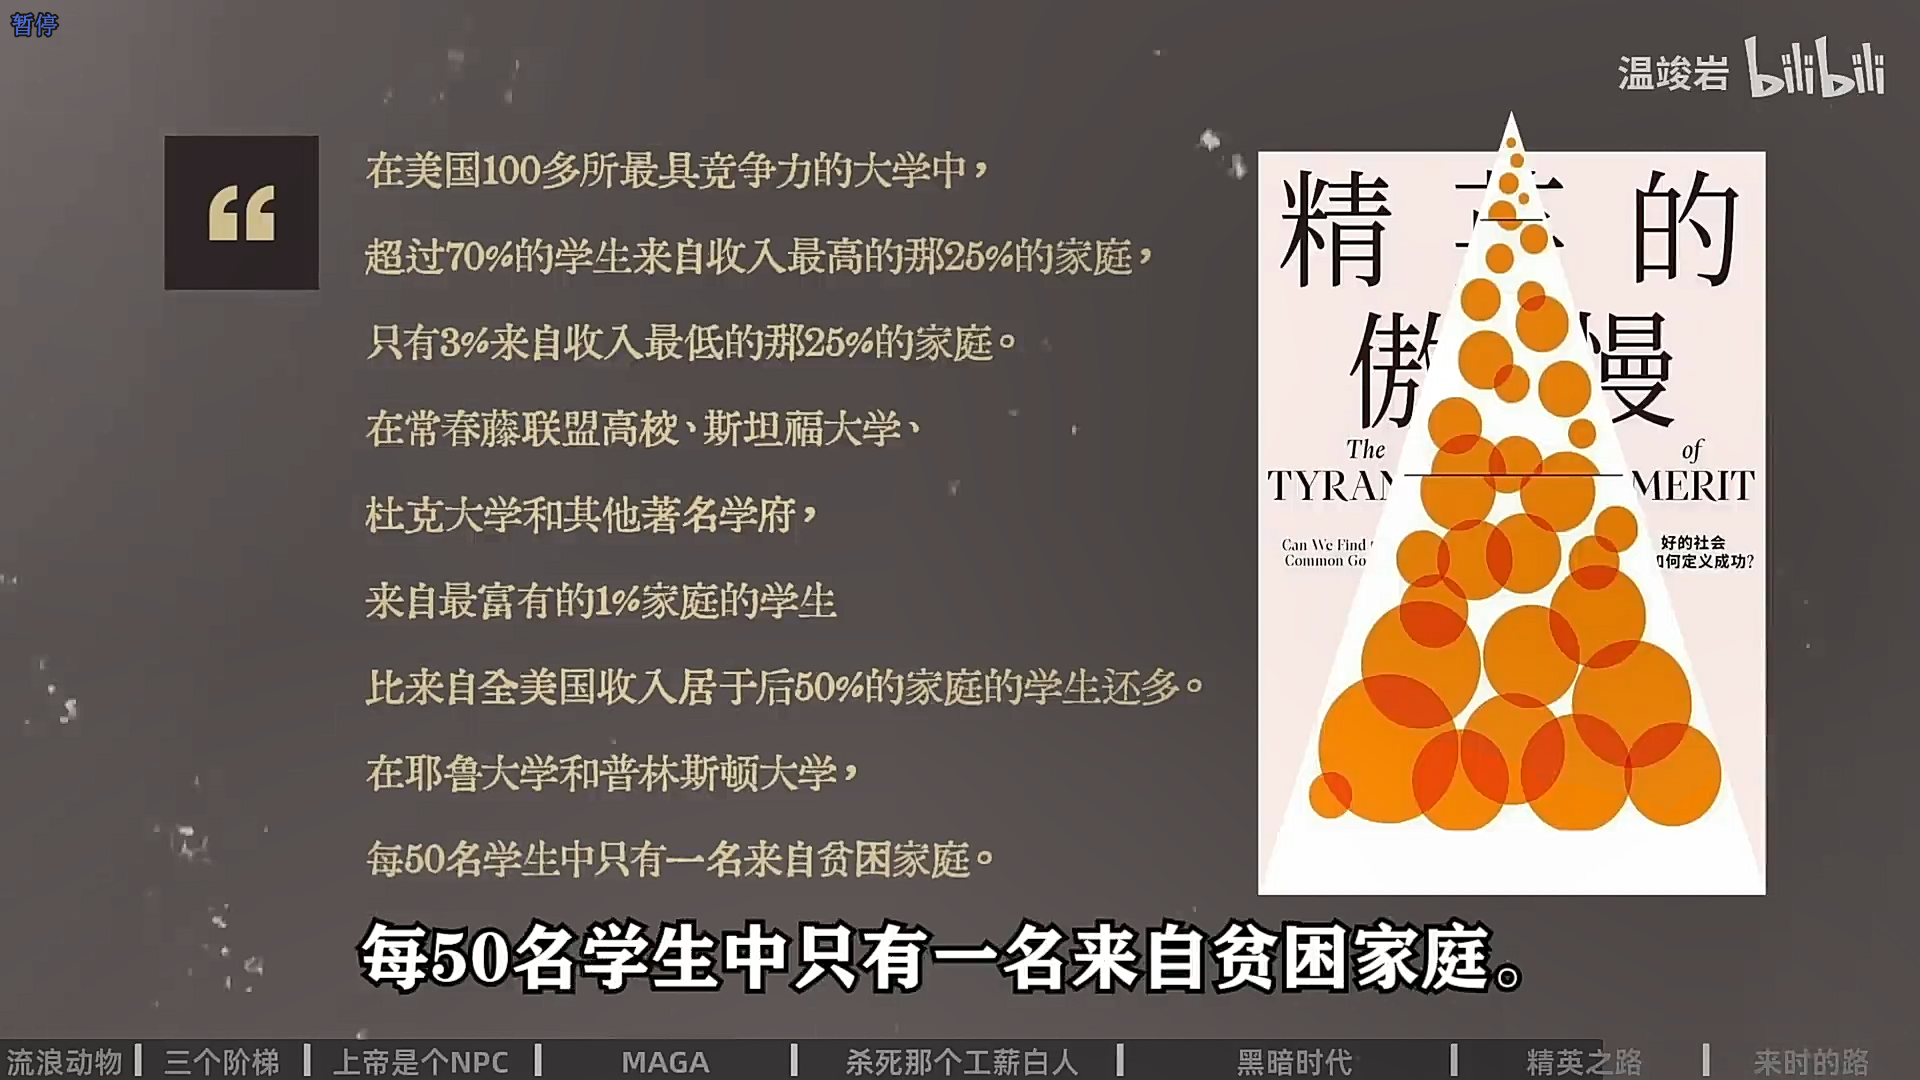 暂停
温竣岩 bilibili
“
在美国100多所最具竞争力的大学中，
超过70%的学生来自收入最高的那25%的家庭，
只有3%来自收入最低的那25%的家庭。
在常春藤联盟高校、斯坦福大学、
杜克大学和其他著名学府，
来自最富有的1%家庭的学生
比来自全美国收入居于后50%的家庭的学生还多。
在耶鲁大学和普林斯顿大学，
每50名学生中只有一名来自贫困家庭。
精 的
傲慢
The of
TYRAN MERIT
Can We Find
Common Go
好的社会
如何定义成功？
每50名学生中只有一名来自贫困家庭。
流浪动物 三个阶梯 上帝是个NPC MAGA 杀死那个工薪白人 黑暗时代 精英之路 来时的路